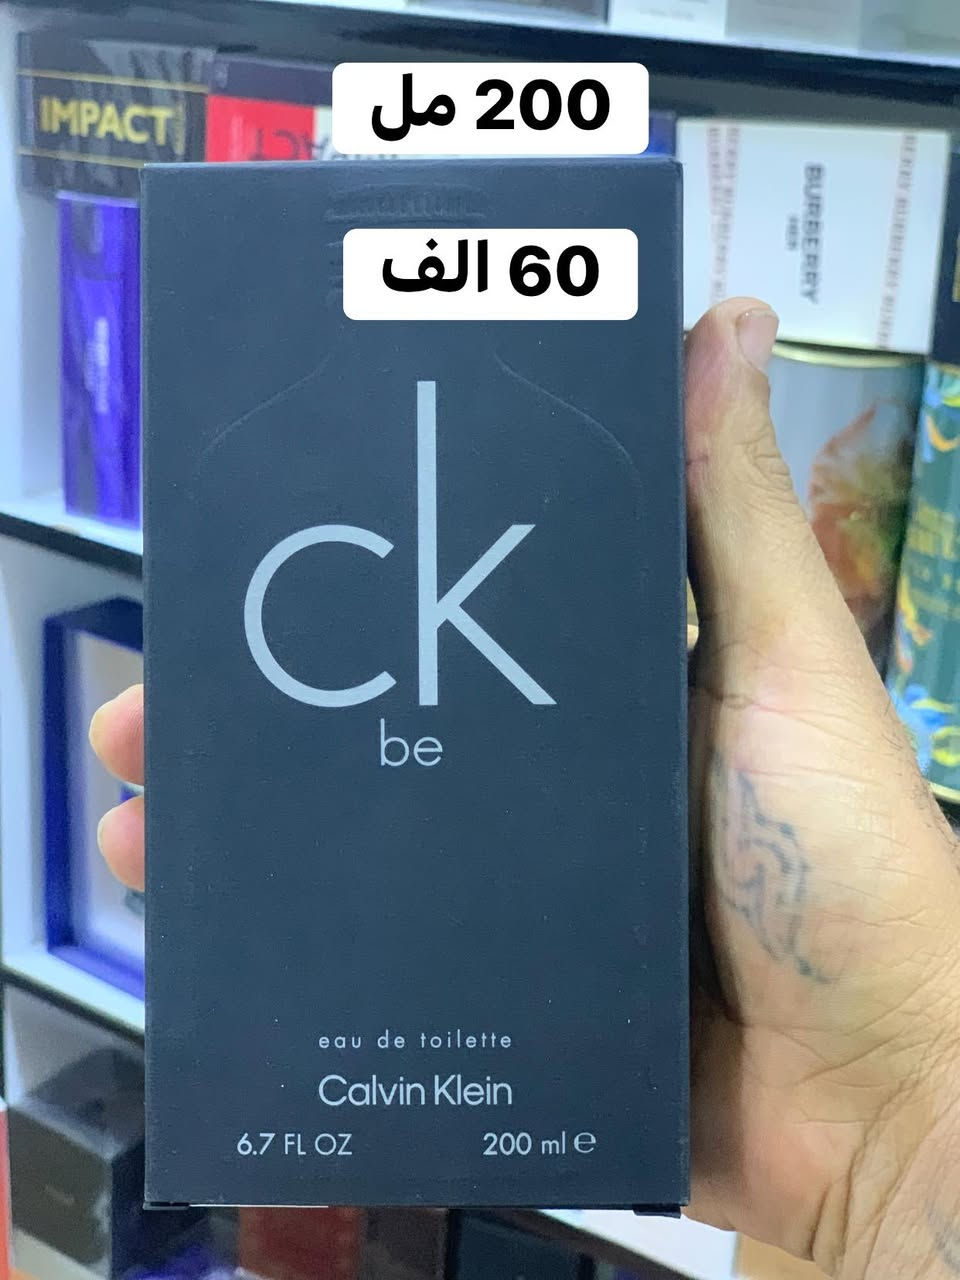 200 مل
IMPACT
BURBERRY
60 الف
ck
be
eau de toilette
Calvin Klein
6.7 FL OZ
200 ml e